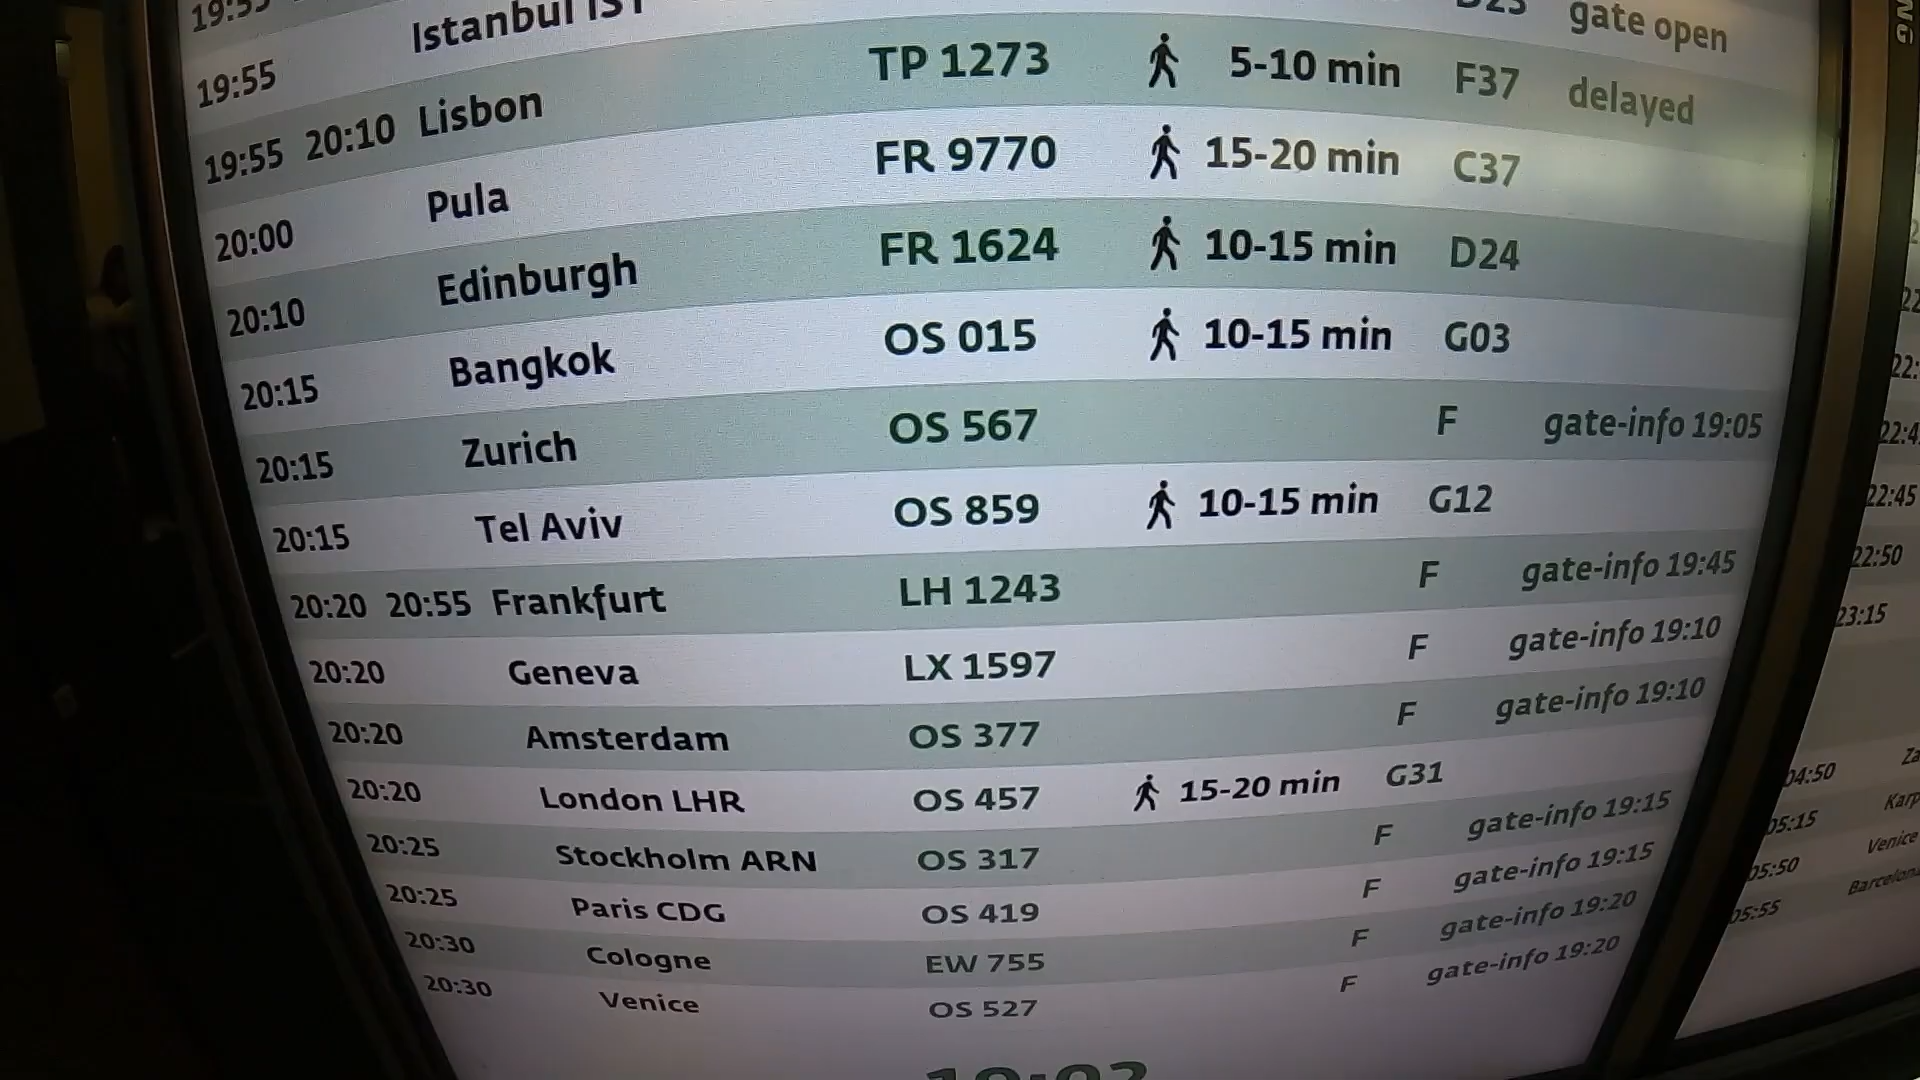 19:55 Istanbul IST gate open
19:55 20:10 Lisbon TP 1273 5-10 min F37 delayed
20:00 Pula FR 9770 15-20 min C37
20:10 Edinburgh FR 1624 10-15 min D24
20:15 Bangkok OS 015 10-15 min G03
20:15 Zurich OS 567 F gate-info 19:05
20:15 Tel Aviv OS 859 10-15 min G12
20:20 20:55 Frankfurt LH 1243 F gate-info 19:45
20:20 Geneva LX 1597 F gate-info 19:10
20:20 Amsterdam OS 377 F gate-info 19:10
20:20 London LHR OS 457 15-20 min G31
20:25 Stockholm ARN OS 317 F gate-info 19:15
20:25 Paris CDG OS 419 F gate-info 19:15
20:30 Cologne EW 755 F gate-info 19:20
20:30 Venice OS 527 F gate-info 19:20
22:45
22:50
23:15
04:50
05:15
05:50 Venice
05:55